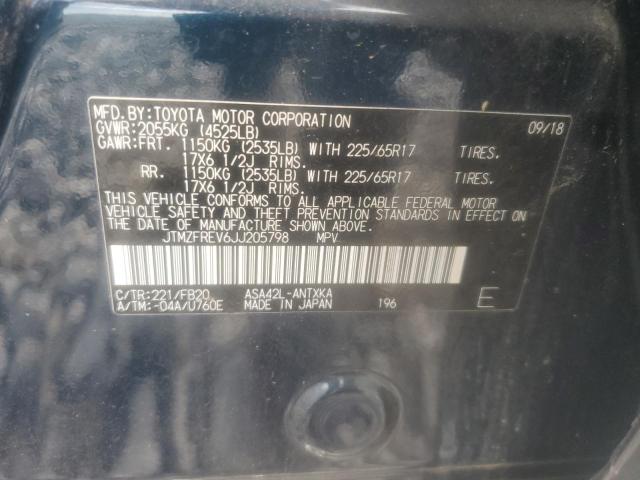 MFD.BY:TOYOTA MOTOR CORPORATION 09/18
GVWR:2055KG (4525LB)
GAWR:FRT. 1150KG (2535LB) WITH 225/65R17 TIRES.
17X6 1/2J RIMS.
RR. 1150KG (2535LB) WITH 225/65R17 TIRES.
17X6 1/2J RIMS.
THIS VEHICLE CONFORMS TO ALL APPLICABLE FEDERAL MOTOR
VEHICLE SAFETY AND THEFT PREVENTION STANDARDS IN EFFECT ON
THE DATE OF MANUFACTURE SHOWN ABOVE.
JTMZFREV6JJ205798 MPV
C/TR:221/FB20 ASA42L-ANTXKA
A/TM:-04A/U760E MADE IN JAPAN 196 E